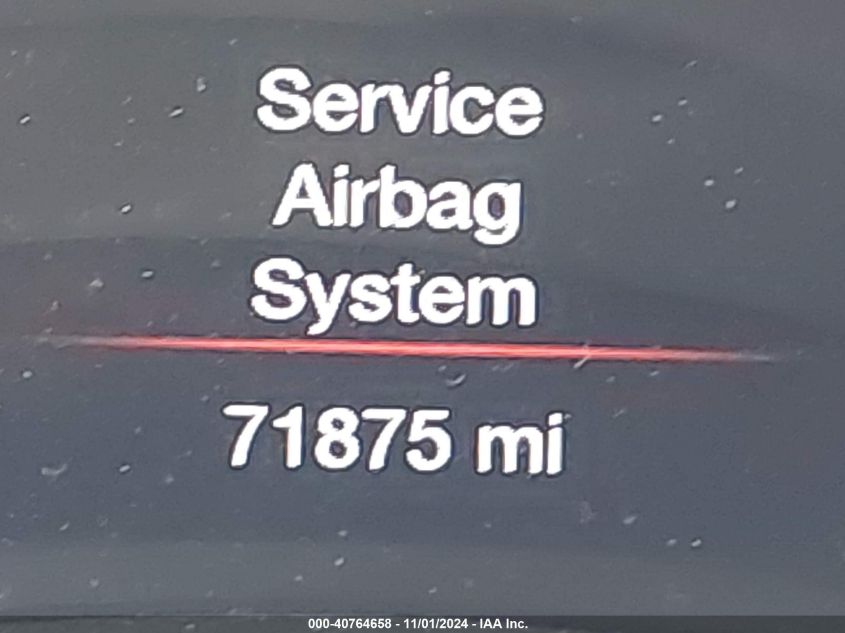 Service
Airbag
System
71875 mi
000-40764658 - 11/01/2024 - IAA Inc.